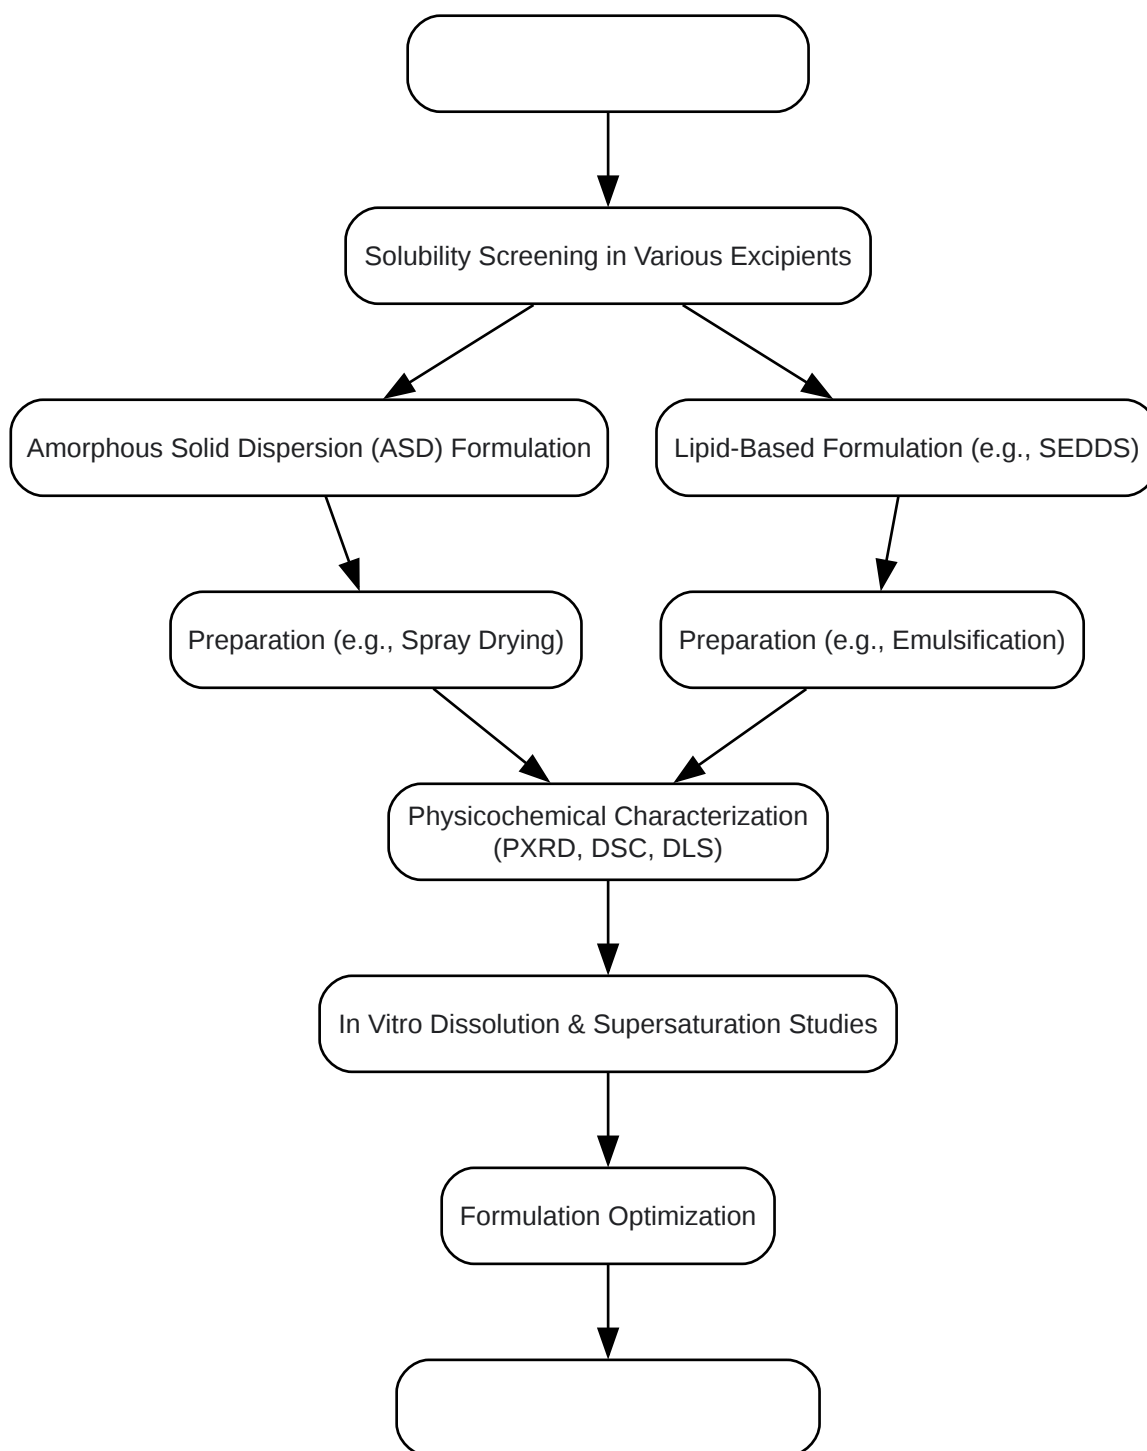 Solubility Screening in Various Excipients
Amorphous Solid Dispersion (ASD) Formulation
Lipid-Based Formulation (e.g., SEDDS)
Preparation (e.g., Spray Drying)
Preparation (e.g., Emulsification)
Physicochemical Characterization
(PXRD, DSC, DLS)
In Vitro Dissolution & Supersaturation Studies
Formulation Optimization